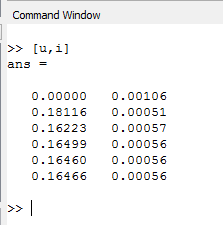 Command Window
>> [u,i]
ans =
0.00000 0.00106
0.18116 0.00051
0.16223 0.00057
0.16499 0.00056
0.16460 0.00056
0.16466 0.00056
>>